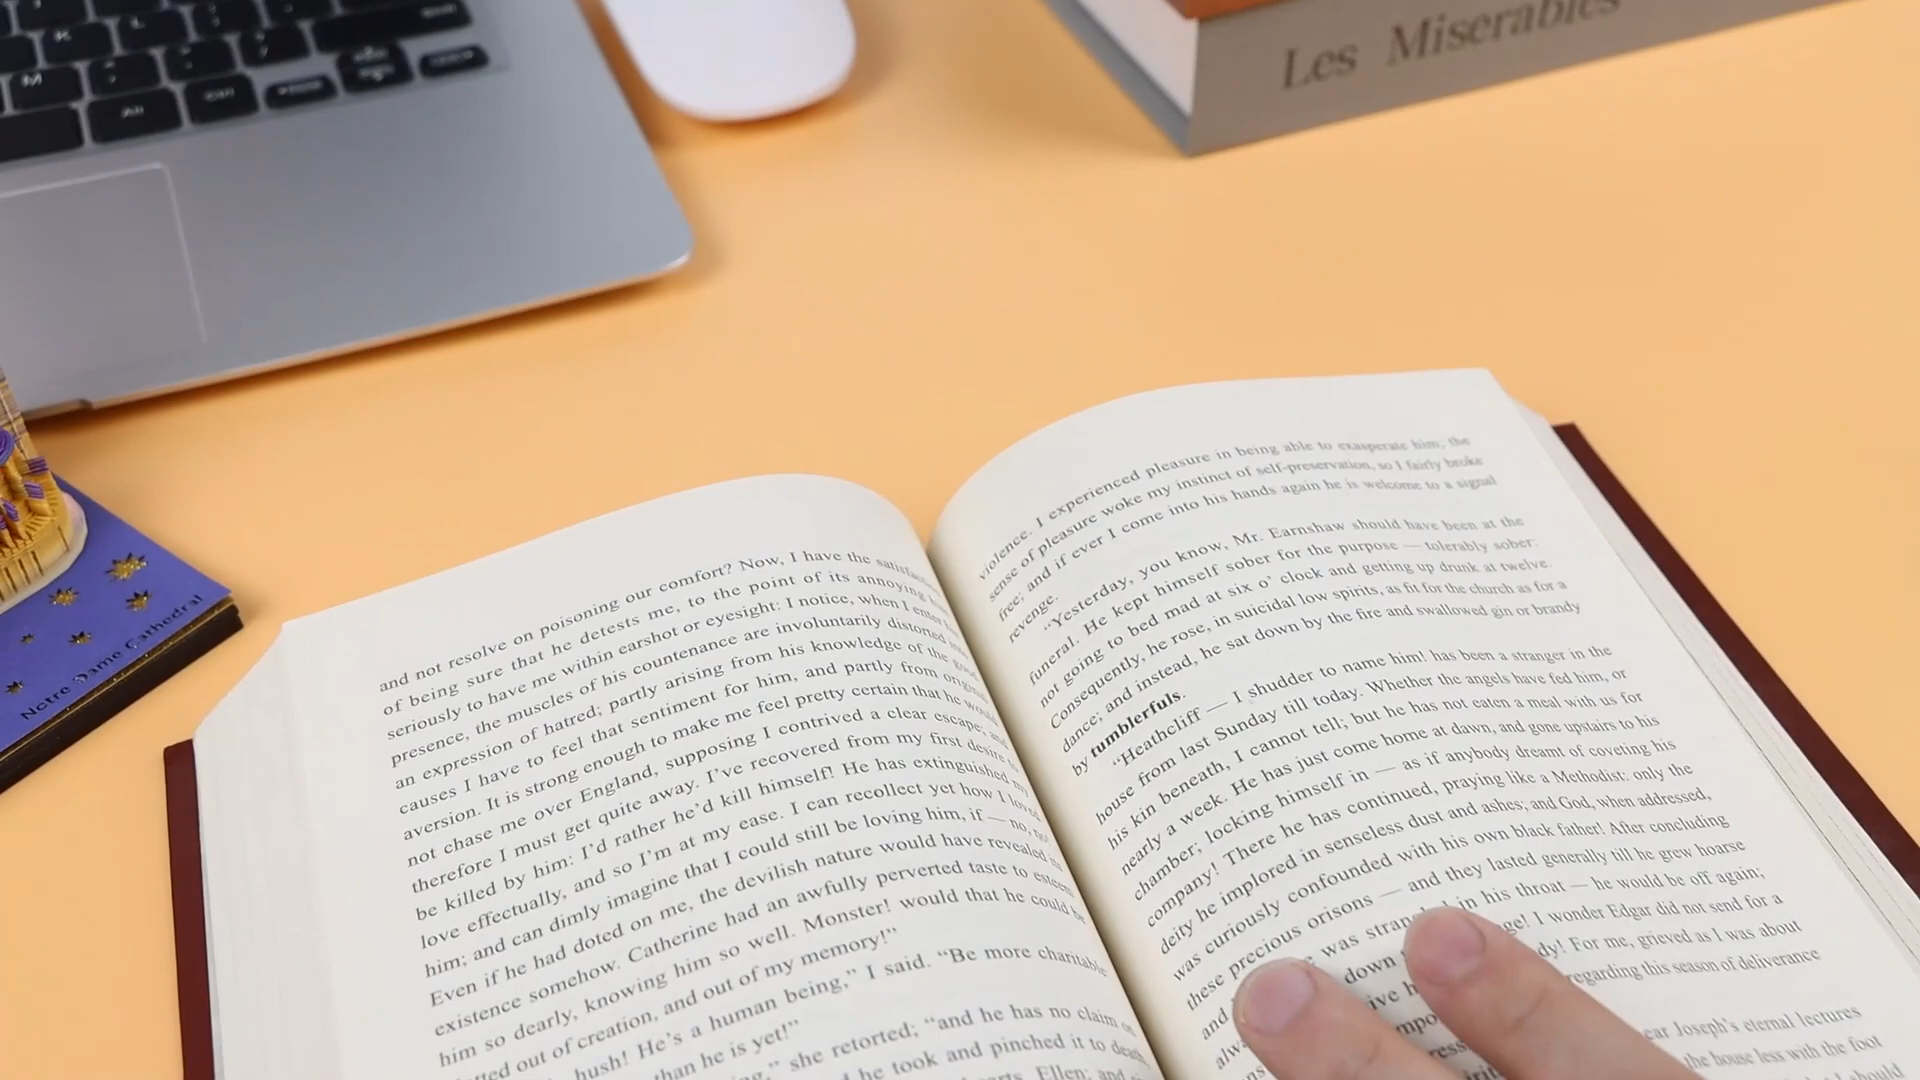 Les Miserables
Notre Dame Cathedral
Alt
Ctrl
M
K
and not resolve on poisoning our comfort? Now, I have the
of being sure that he detests me, to the point of its annoying
seriously to have me within earshot or eyesight: I notice, when I enter
presence, the muscles of his countenance are involuntarily distorted
an expression of hatred; partly arising from his knowledge of the good
causes I have to feel that sentiment for him, and partly from original
aversion. It is strong enough to make me feel pretty certain that he would
not chase me over England, supposing I contrived a clear escape; and
therefore I must get quite away. I've recovered from my first desire to
be killed by him: I'd rather he'd kill himself! He has extinguished my
love effectually, and so I'm at my ease. I can recollect yet how I loved
him; and can dimly imagine that I could still be loving him, if — no, no!
Even if he had doted on me, the devilish nature would have revealed its
existence somehow. Catherine had an awfully perverted taste to esteem
him so dearly, knowing him so well. Monster! would that he could be
out of creation, and out of my memory!"
hush! He's a human being," I said. "Be more charitable
than he is yet!"
she retorted; "and he has no claim on
he took and pinched it to death
Ellen; and
violence. I experienced pleasure in being able to exasperate him; the
sense of pleasure woke my instinct of self-preservation, so I fairly broke
free; and if ever I come into his hands again he is welcome to a signal
revenge.
"Yesterday, you know, Mr. Earnshaw should have been at the
funeral. He kept himself sober for the purpose — tolerably sober:
not going to bed mad at six o' clock and getting up drunk at twelve.
Consequently, he rose, in suicidal low spirits, as fit for the church as for a
dance; and instead, he sat down by the fire and swallowed gin or brandy
by tumblerfuls.
"Heathcliff — I shudder to name him! has been a stranger in the
house from last Sunday till today. Whether the angels have fed him, or
his kin beneath, I cannot tell; but he has not eaten a meal with us for
nearly a week. He has just come home at dawn, and gone upstairs to his
chamber; locking himself in — as if anybody dreamt of coveting his
company! There he has continued, praying like a Methodist: only the
deity he implored in senseless dust and ashes; and God, when addressed,
was curiously confounded with his own black father! After concluding
these precious orisons — and they lasted generally till he grew hoarse
and was in his throat — he would be off again;
down I wonder Edgar did not send for a
For me, grieved as I was about
regarding this season of deliverance
Joseph's eternal lectures
the house less with the foot
I should